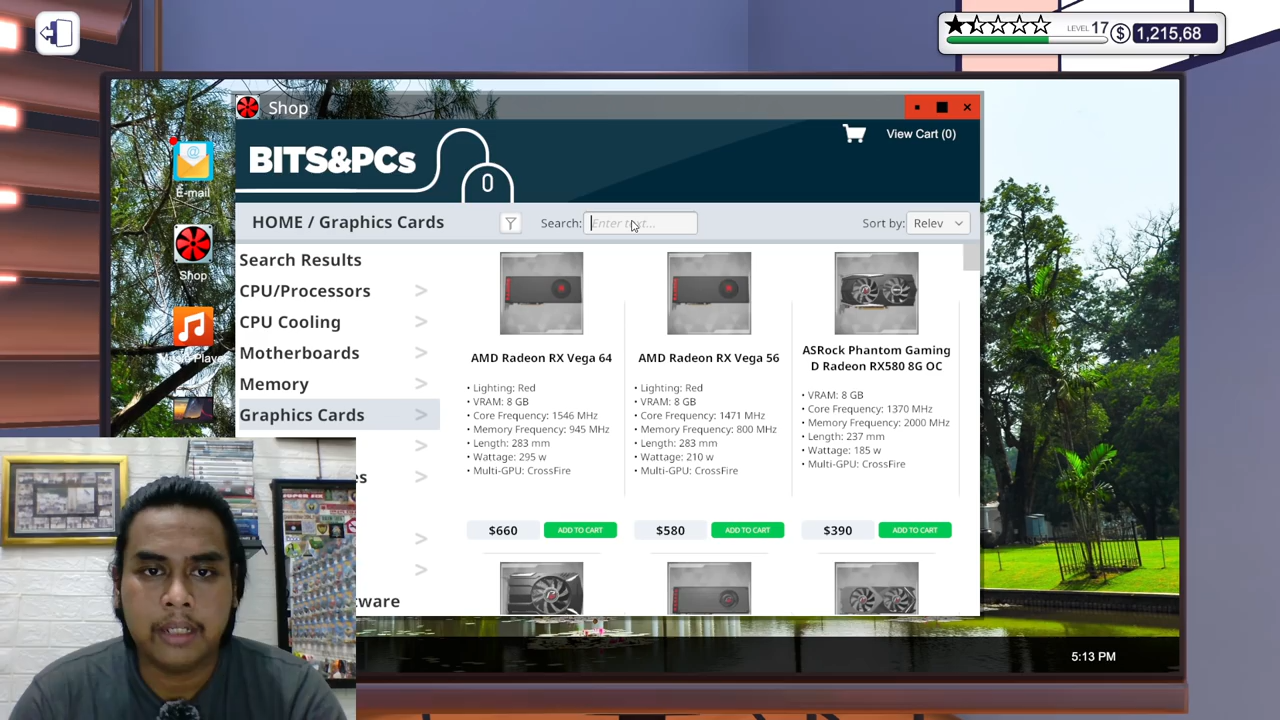 LEVEL 17 $ 1,215,68
Shop
BITS&PCs
View Cart (0)
HOME / Graphics Cards
Search: Enter text...
Sort by: Relev
E-mail
Shop
Search Results
CPU/Processors >
CPU Cooling >
Motherboards >
Memory >
Graphics Cards >
>
>
>
>
tware
AMD Radeon RX Vega 64
• Lighting: Red
• VRAM: 8 GB
• Core Frequency: 1546 MHz
• Memory Frequency: 945 MHz
• Length: 283 mm
• Wattage: 295 w
• Multi-GPU: CrossFire
$660 ADD TO CART
AMD Radeon RX Vega 56
• Lighting: Red
• VRAM: 8 GB
• Core Frequency: 1471 MHz
• Memory Frequency: 800 MHz
• Length: 283 mm
• Wattage: 210 w
• Multi-GPU: CrossFire
$580 ADD TO CART
ASRock Phantom Gaming
D Radeon RX580 8G OC
• VRAM: 8 GB
• Core Frequency: 1370 MHz
• Memory Frequency: 2000 MHz
• Length: 237 mm
• Wattage: 185 w
• Multi-GPU: CrossFire
$390 ADD TO CART
5:13 PM